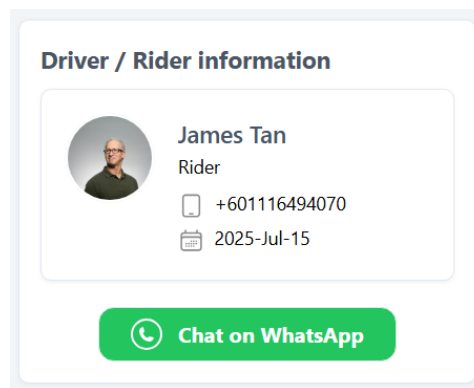 Driver / Rider information
James Tan
Rider
+601116494070
2025-Jul-15
Chat on WhatsApp